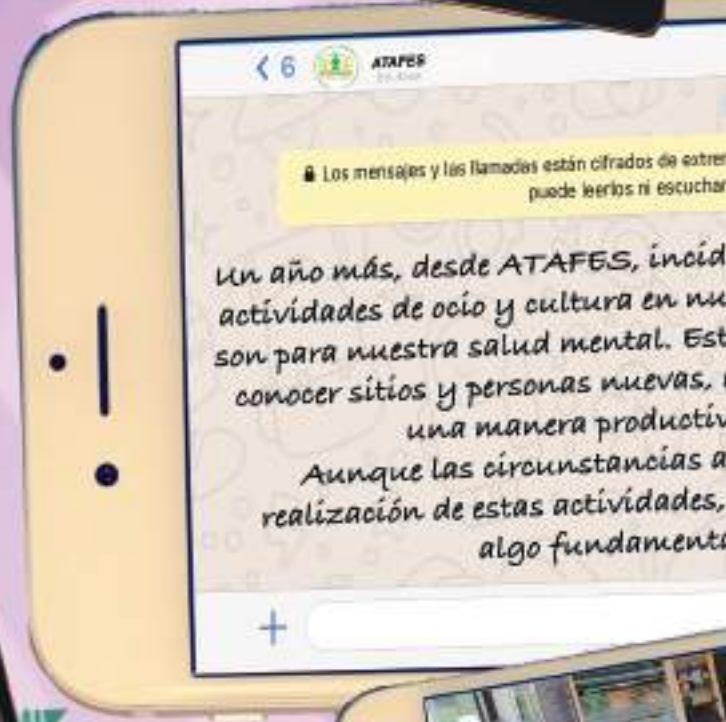 6 ATAFES
Los mensajes y las llamadas están cifrados de extrem
puede leerlos ni escuchar
un año más, desde ATAFES, incid
actividades de ocio y cultura en nu
son para nuestra salud mental. Est
conocer sitios y personas nuevas,
una manera productiv
Aunque las circunstancias a
realización de estas actividades,
algo fundamenta